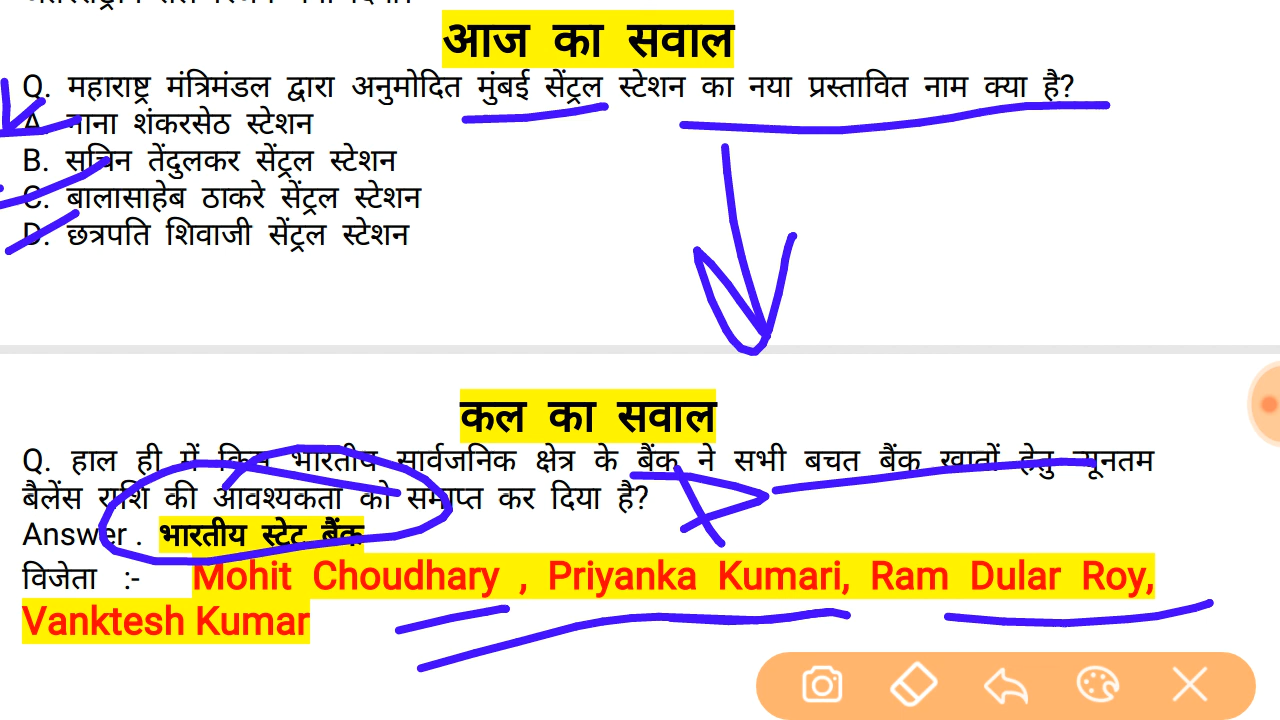 आज का सवाल
Q. महाराष्ट्र मंत्रिमंडल द्वारा अनुमोदित मुंबई सेंट्रल स्टेशन का नया प्रस्तावित नाम क्या है?
A. नाना शंकरसेठ स्टेशन
B. सचिन तेंदुलकर सेंट्रल स्टेशन
C. बालासाहेब ठाकरे सेंट्रल स्टेशन
D. छत्रपति शिवाजी सेंट्रल स्टेशन
कल का सवाल
Q. हाल ही में किस भारतीय सार्वजनिक क्षेत्र के बैंक ने सभी बचत बैंक खातों हेतु न्यूनतम
बैलेंस राशि की आवश्यकता को समाप्त कर दिया है?
Answer . भारतीय स्टेट बैंक
विजेता :- Mohit Choudhary , Priyanka Kumari, Ram Dular Roy,
Vanktesh Kumar